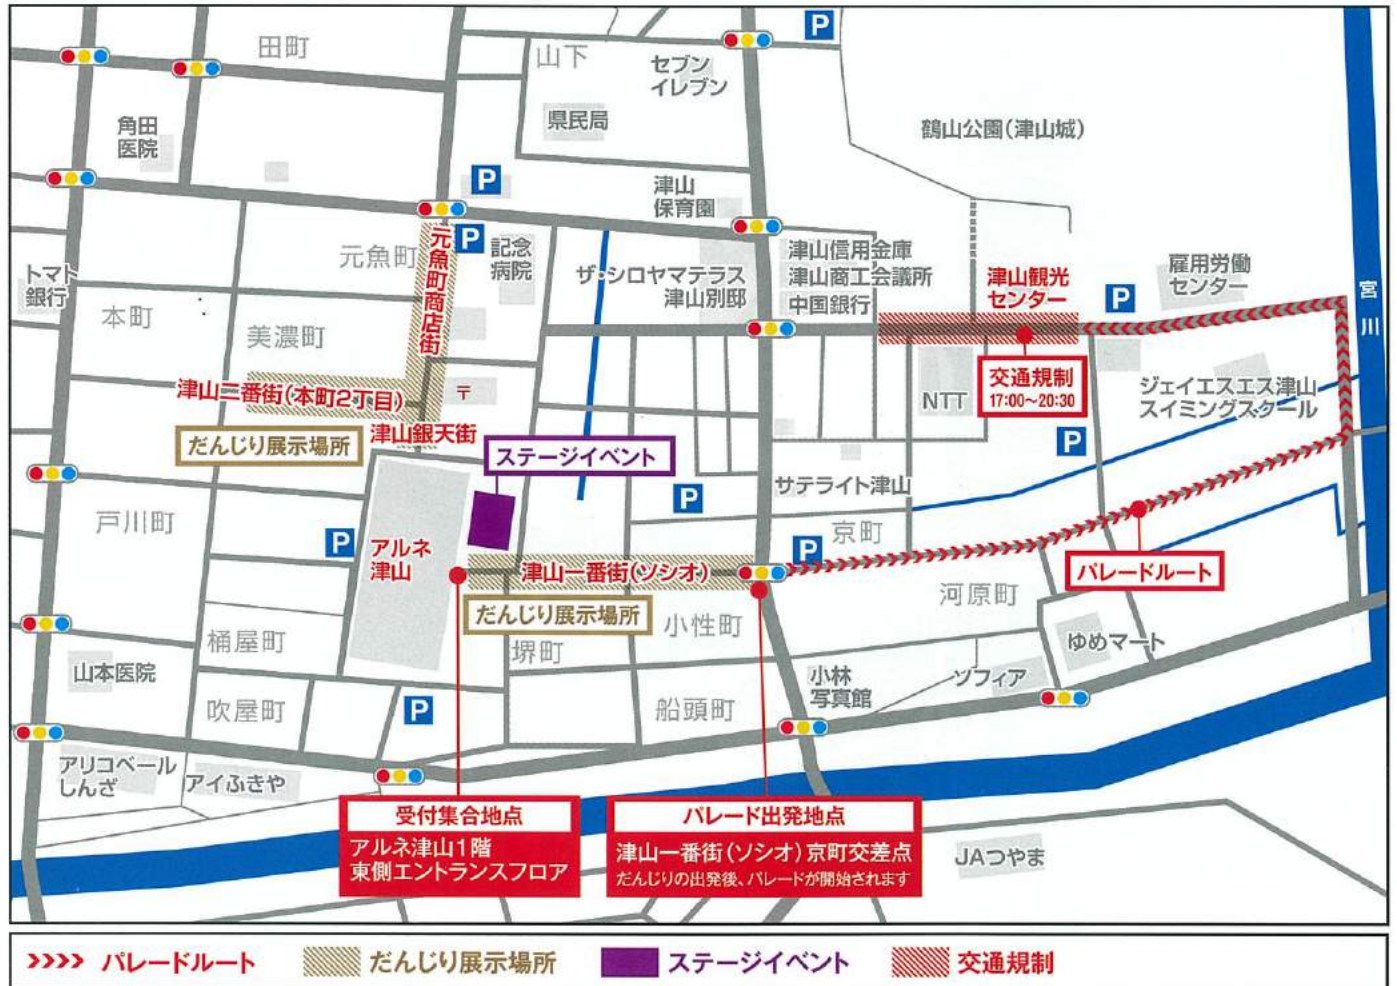 P
田町
山下
セブン
イレブン
角田
医院
県民局
鶴山公園(津山城)
P
津山
保育園
P
元魚町
元魚町商店街
記念
病院
津山信用金庫
津山商工会議所
中国銀行
ザ・シロヤマテラス
津山別邸
津山観光
センター
P
雇用労働
センター
宮川
トマト
銀行
本町
美濃町
津山二番街(本町2丁目)
〒
NTT
交通規制
17:00〜20:30
ジェイエスエス津山
スイミングスクール
だんじり展示場所
津山銀天街
ステージイベント
P
P
サテライト津山
戸川町
P
アルネ
津山
京町
P
津山一番街(ソシオ)
パレードルート
だんじり展示場所
小性町
河原町
桶屋町
堺町
ゆめマート
山本医院
小林
写真館
ソフィア
吹屋町
P
船頭町
アリコベール
しんざ
アイふきや
受付集合地点
アルネ津山1階
東側エントランスフロア
パレード出発地点
津山一番街(ソシオ)京町交差点
だんじりの出発後、パレードが開始されます
JAつやま
パレードルート
だんじり展示場所
ステージイベント
交通規制